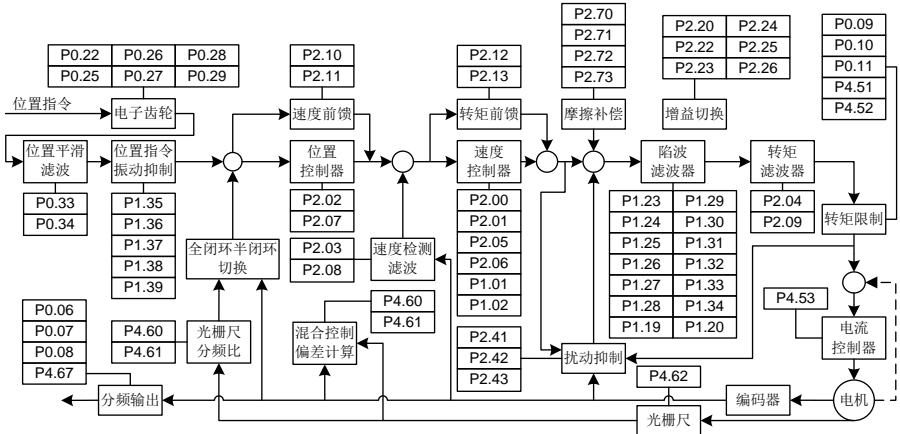 P0.22 P0.26 P0.28
P0.25 P0.27 P0.29
位置指令
电子齿轮
P2.10
P2.11
速度前馈
P2.12
P2.13
转矩前馈
P2.70
P2.71
P2.72
P2.73
摩擦补偿
P2.20 P2.24
P2.22 P2.25
P2.23 P2.26
增益切换
P0.09
P0.10
P0.11
P4.51
P4.52
位置平滑
滤波
P0.33
P0.34
位置指令
振动抑制
P1.35
P1.36
P1.37
P1.38
P1.39
位置
控制器
P2.02
P2.07
速度
控制器
P2.00
P2.01
P2.05
P2.06
P1.01
P1.02
陷波
滤波器
P1.23 P1.29
P1.24 P1.30
P1.25 P1.31
P1.26 P1.32
P1.27 P1.33
P1.28 P1.34
P1.19 P1.20
转矩
滤波器
P2.04
P2.09
转矩限制
全闭环半闭环
切换
P2.03
P2.08
速度检测
滤波
P0.06
P0.07
P0.08
P4.67
分频输出
P4.60
P4.61
光栅尺
分频比
P4.60
P4.61
混合控制
偏差计算
P2.41
P2.42
P2.43
扰动抑制
P4.53
电流
控制器
P4.62
光栅尺
编码器
电机